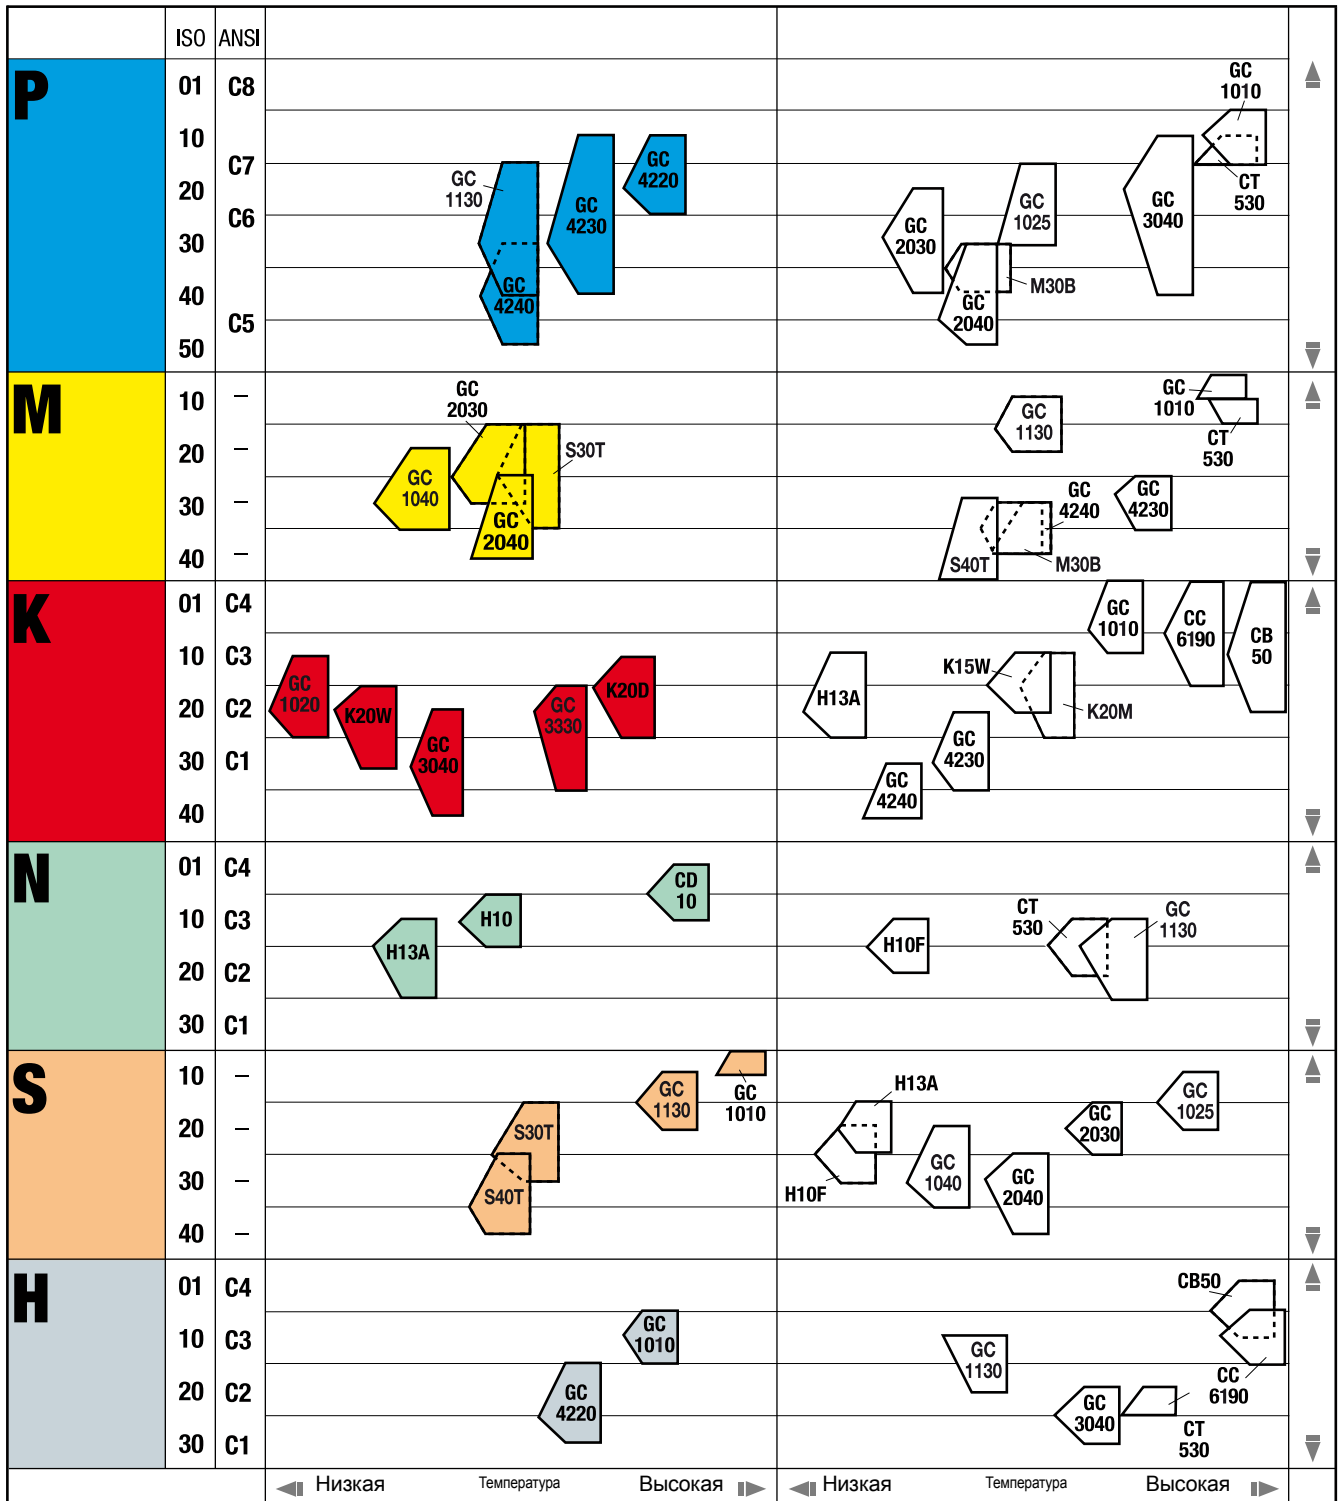 ISO ANSI
P
01 C8
10
C7
20
C6
30
40
C5
50
GC
1130
GC
4240
GC
4230
GC
4220
GC
2030
GC
2040
GC
1025
M30B
GC
3040
GC
1010
CT
530
M
10 –
20 –
30 –
40 –
GC
1040
GC
2030
GC
2040
S30T
S40T
GC
1130
M30B
GC
4240
GC
4230
GC
1010
CT
530
K
01 C4
10 C3
20 C2
30 C1
40
GC
1020
K20W
GC
3040
GC
3330
K20D
H13A
GC
4240
GC
4230
K15W
K20M
GC
1010
CC
6190
CB
50
N
01 C4
10 C3
20 C2
30 C1
H13A
H10
CD
10
H10F
CT
530
GC
1130
S
10 –
20 –
30 –
40 –
S30T
S40T
GC
1130
GC
1010
H13A
H10F
GC
1040
GC
2040
GC
2030
GC
1025
H
01 C4
10 C3
20 C2
30 C1
GC
4220
GC
1010
GC
1130
GC
3040
CT
530
CB50
CC
6190
Низкая Температура Высокая Низкая Температура Высокая